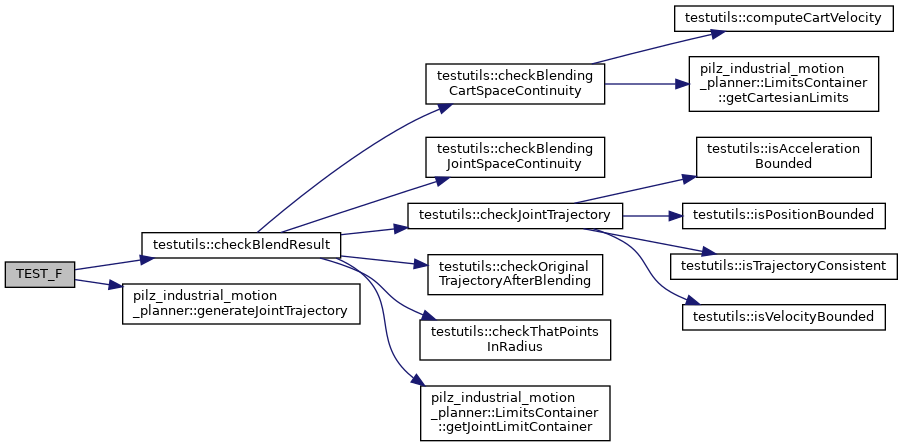 TEST_F
testutils::checkBlendResult
pilz_industrial_motion
_planner::generateJointTrajectory
testutils::checkBlending
CartSpaceContinuity
testutils::checkBlending
JointSpaceContinuity
testutils::checkJointTrajectory
testutils::checkOriginal
TrajectoryAfterBlending
testutils::checkThatPoints
InRadius
pilz_industrial_motion
_planner::LimitsContainer
::getJointLimitContainer
testutils::computeCartVelocity
pilz_industrial_motion
_planner::LimitsContainer
::getCartesianLimits
testutils::isAcceleration
Bounded
testutils::isPositionBounded
testutils::isTrajectoryConsistent
testutils::isVelocityBounded